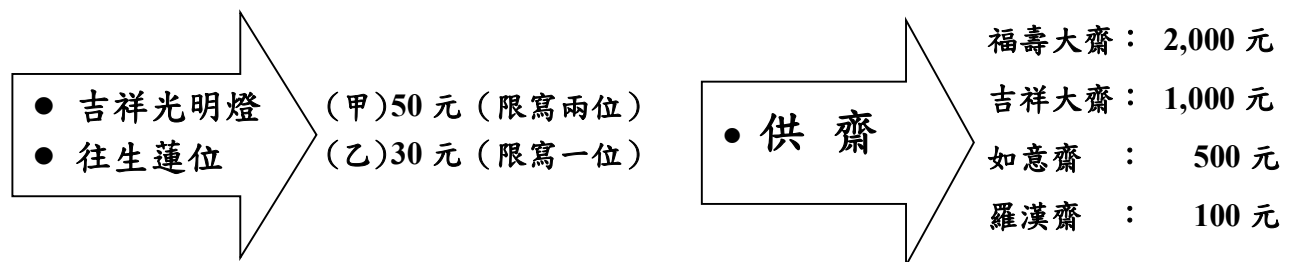 ● 吉祥光明燈
● 往生蓮位
(甲)50 元（限寫兩位）
(乙)30 元（限寫一位）
• 供 齋
福壽大齋： 2,000 元
吉祥大齋： 1,000 元
如意齋 ： 500 元
羅漢齋 ： 100 元